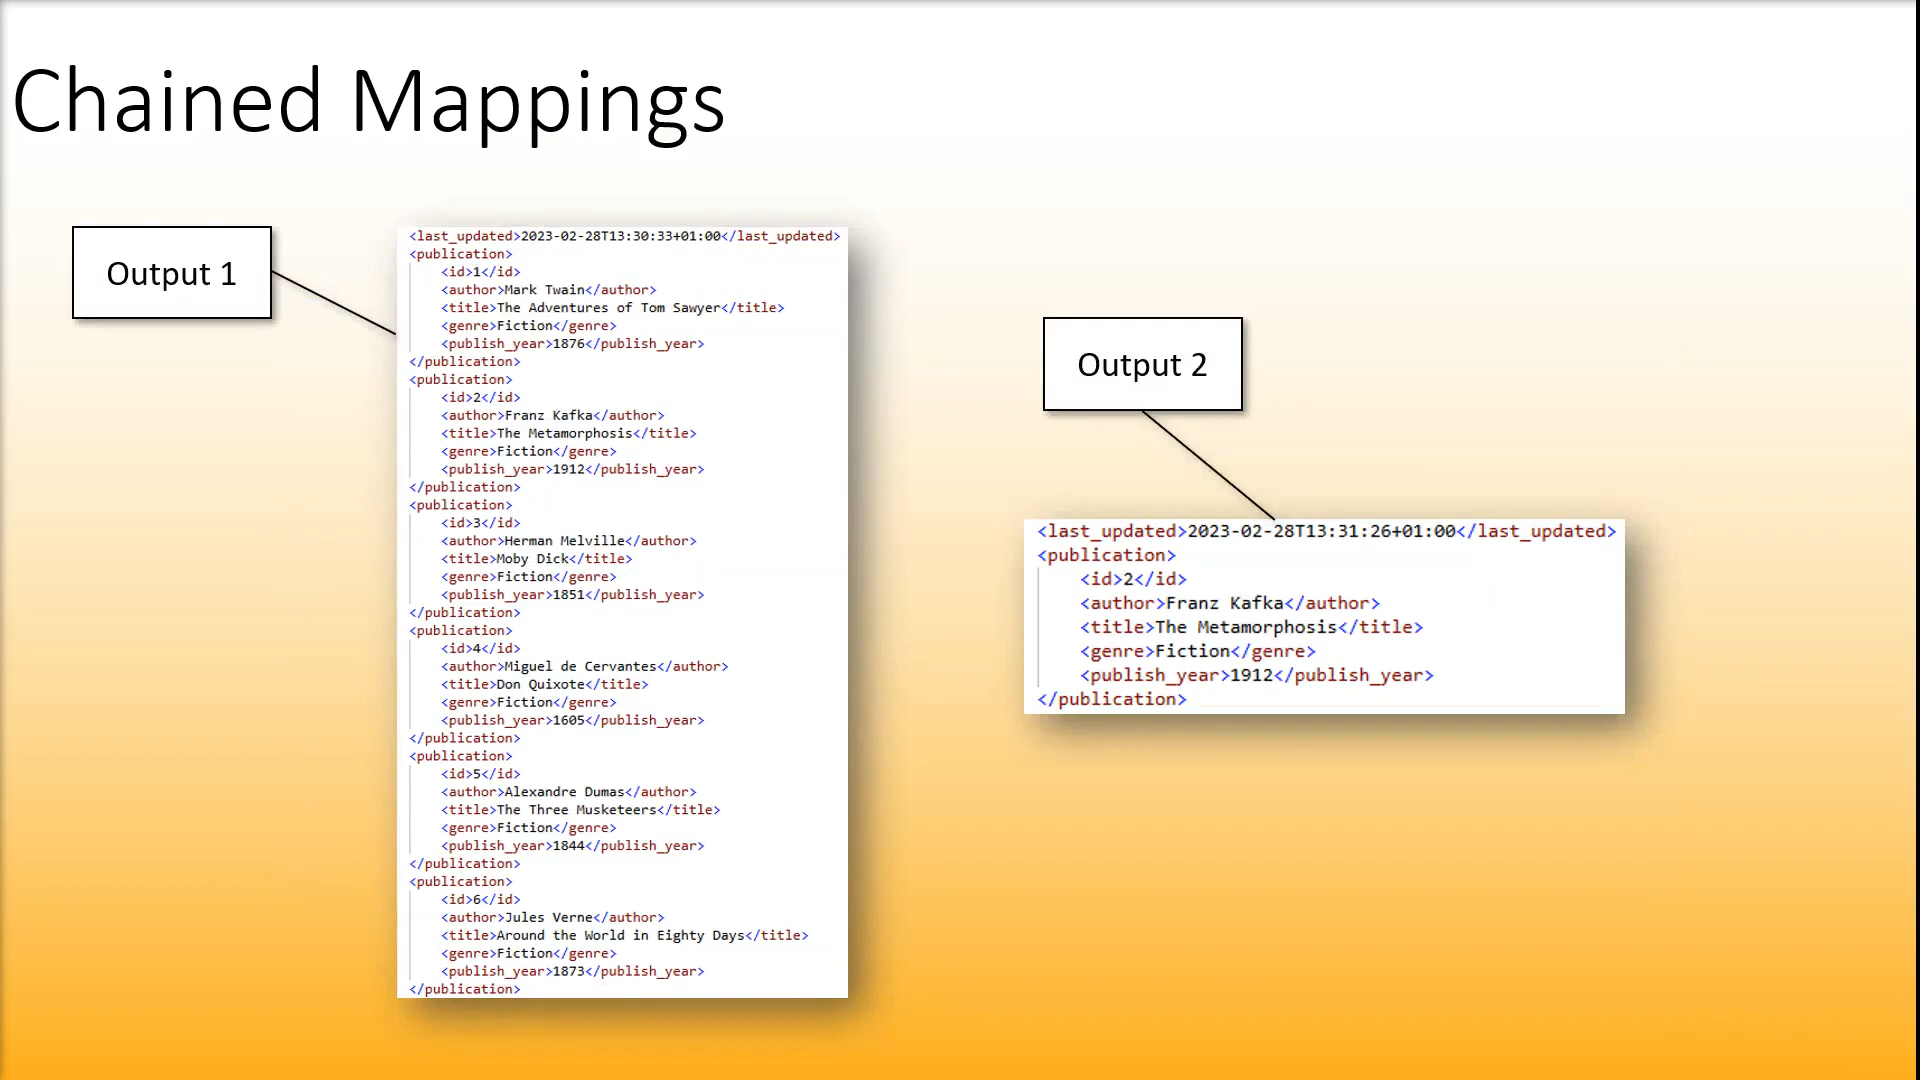 Chained Mappings
Output 1
<last_updated>2023-02-28T13:30:33+01:00</last_updated>
<publication>
<id>1</id>
<author>Mark Twain</author>
<title>The Adventures of Tom Sawyer</title>
<genre>Fiction</genre>
<publish_year>1876</publish_year>
</publication>
<publication>
<id>2</id>
<author>Franz Kafka</author>
<title>The Metamorphosis</title>
<genre>Fiction</genre>
<publish_year>1912</publish_year>
</publication>
<publication>
<id>3</id>
<author>Herman Melville</author>
<title>Moby Dick</title>
<genre>Fiction</genre>
<publish_year>1851</publish_year>
</publication>
<publication>
<id>4</id>
<author>Miguel de Cervantes</author>
<title>Don Quixote</title>
<genre>Fiction</genre>
<publish_year>1605</publish_year>
</publication>
<publication>
<id>5</id>
<author>Alexandre Dumas</author>
<title>The Three Musketeers</title>
<genre>Fiction</genre>
<publish_year>1844</publish_year>
</publication>
<publication>
<id>6</id>
<author>Jules Verne</author>
<title>Around the World in Eighty Days</title>
<genre>Fiction</genre>
<publish_year>1873</publish_year>
</publication>
Output 2
<last_updated>2023-02-28T13:31:26+01:00</last_updated>
<publication>
<id>2</id>
<author>Franz Kafka</author>
<title>The Metamorphosis</title>
<genre>Fiction</genre>
<publish_year>1912</publish_year>
</publication>